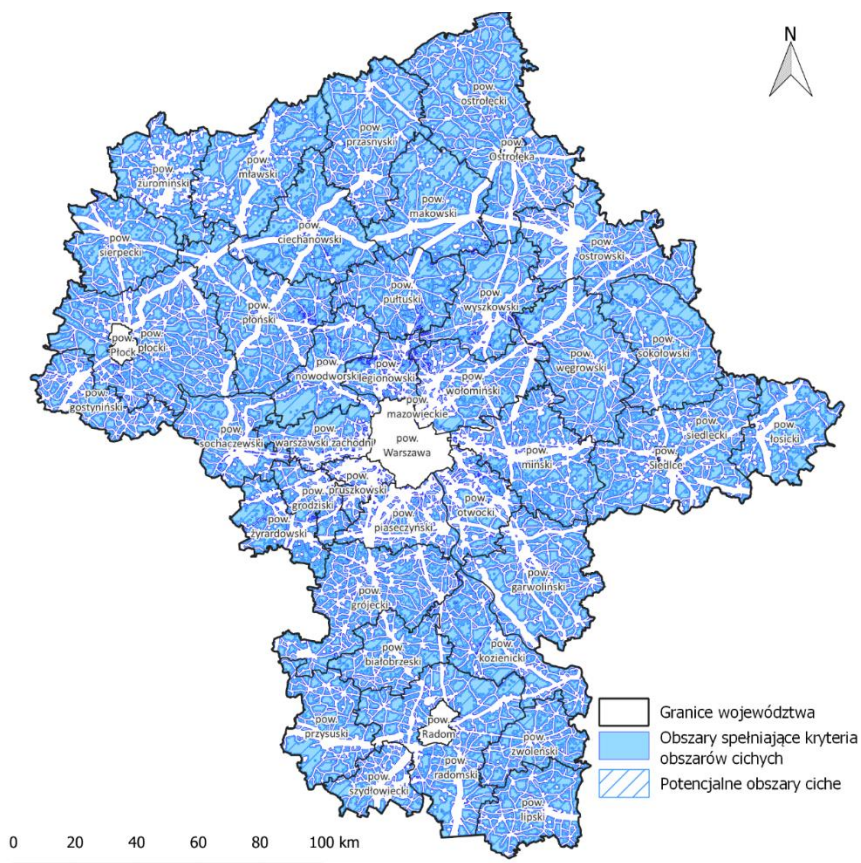 N
pow.
ostrołęcki
pow.
przasnyski
pow.
Ostrołęka
pow.
żuromiński
pow.
mławski
pow.
makowski
pow.
ciechanowski
pow.
sierpecki
pow.
ostrowski
pow.
pułtuski
pow.
wyszkowski
pow.
płoński
pow.
sokołowski
pow.
Płock
pow.
płocki
pow.
węgrowski
pow.
nowodworski
pow.
legionowski
pow.
wołomiński
pow.
gostyniński
pow.
mazowieckie
pow.
sochaczewski
pow.
warszawski zachodni
pow.
Warszawa
pow.
miński
pow.
siedlecki
pow.
Siedlce
pow.
łosicki
pow.
pruszkowski
pow.
grodziski
pow.
otwocki
pow.
piaseczyński
pow.
żyrardowski
pow.
garwoliński
pow.
grójecki
pow.
kozienicki
pow.
białobrzeski
pow.
Radom
pow.
przysuski
pow.
zwoleński
pow.
radomski
pow.
szydłowiecki
pow.
lipski
Granice województwa
Obszary spełniające kryteria
obszarów cichych
Potencjalne obszary ciche
0 20 40 60 80 100 km